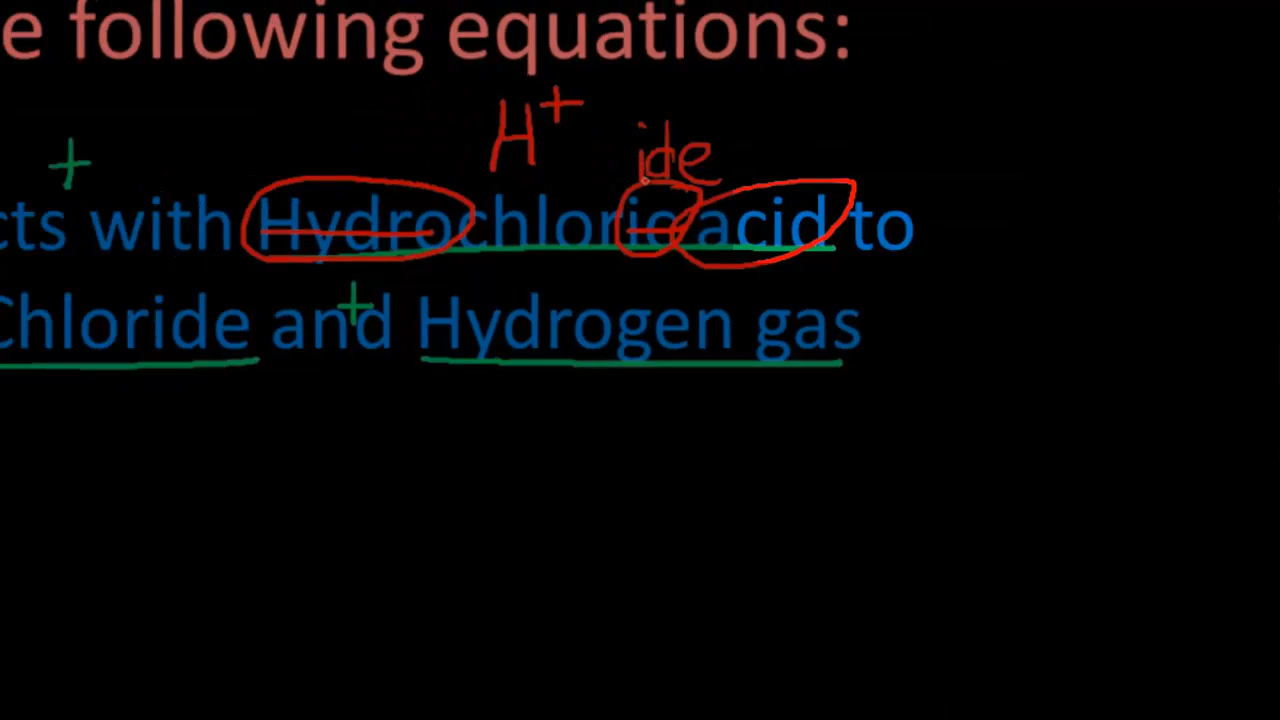 e following equations:
H+ ide
+
cts with Hydrochloric acid to
+
Chloride and Hydrogen gas